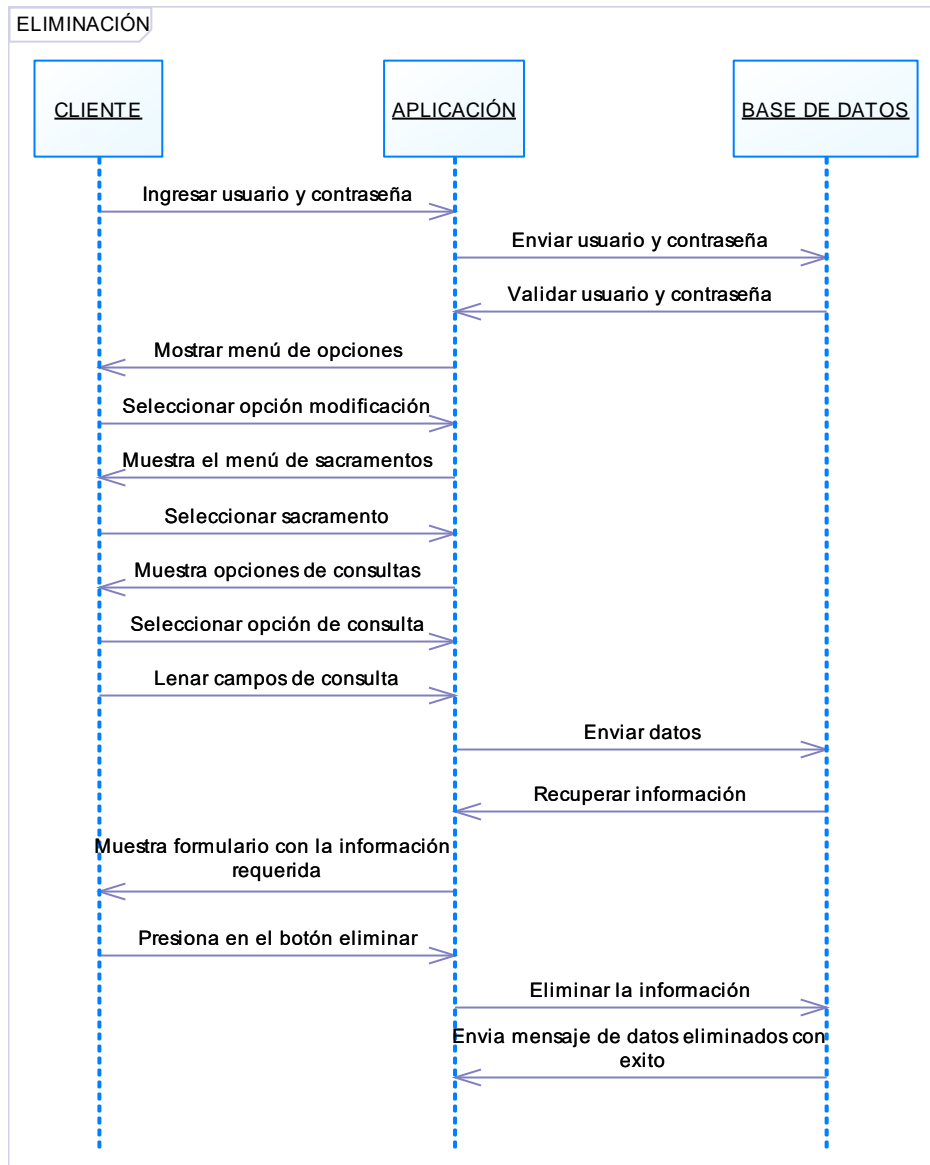 ELIMINACIÓN
CLIENTE
APLICACIÓN
BASE DE DATOS
Ingresar usuario y contraseña
Enviar usuario y contraseña
Validar usuario y contraseña
Mostrar menú de opciones
Seleccionar opción modificación
Muestra el menú de sacramentos
Seleccionar sacramento
Muestra opciones de consultas
Seleccionar opción de consulta
Lenar campos de consulta
Enviar datos
Recuperar información
Muestra formulario con la información
requerida
Presiona en el botón eliminar
Eliminar la información
Envia mensaje de datos eliminados con
exito